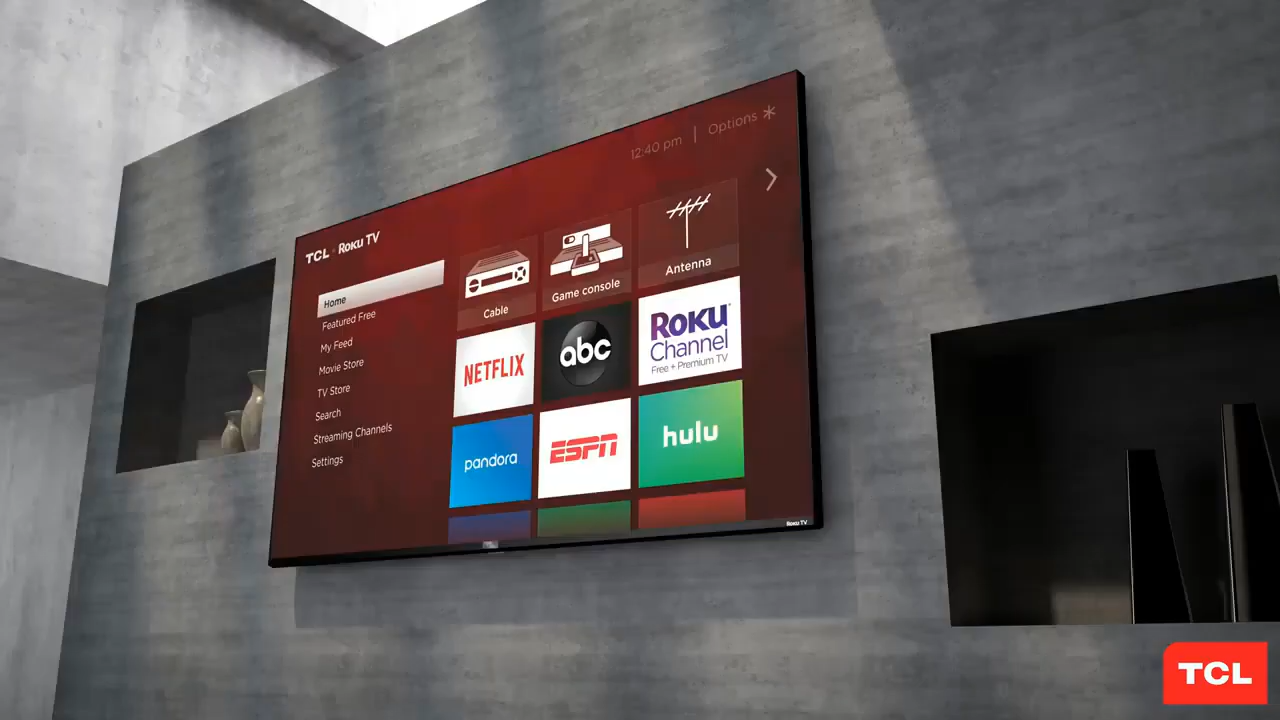 12:40 pm | Options *
TCL · Roku TV
Home
Featured Free
My Feed
Movie Store
TV Store
Search
Streaming Channels
Settings
Cable
Game console
Antenna
NETFLIX
abc
Roku
Channel
Free + Premium TV
pandora
ESPN
hulu
Roku TV
TCL